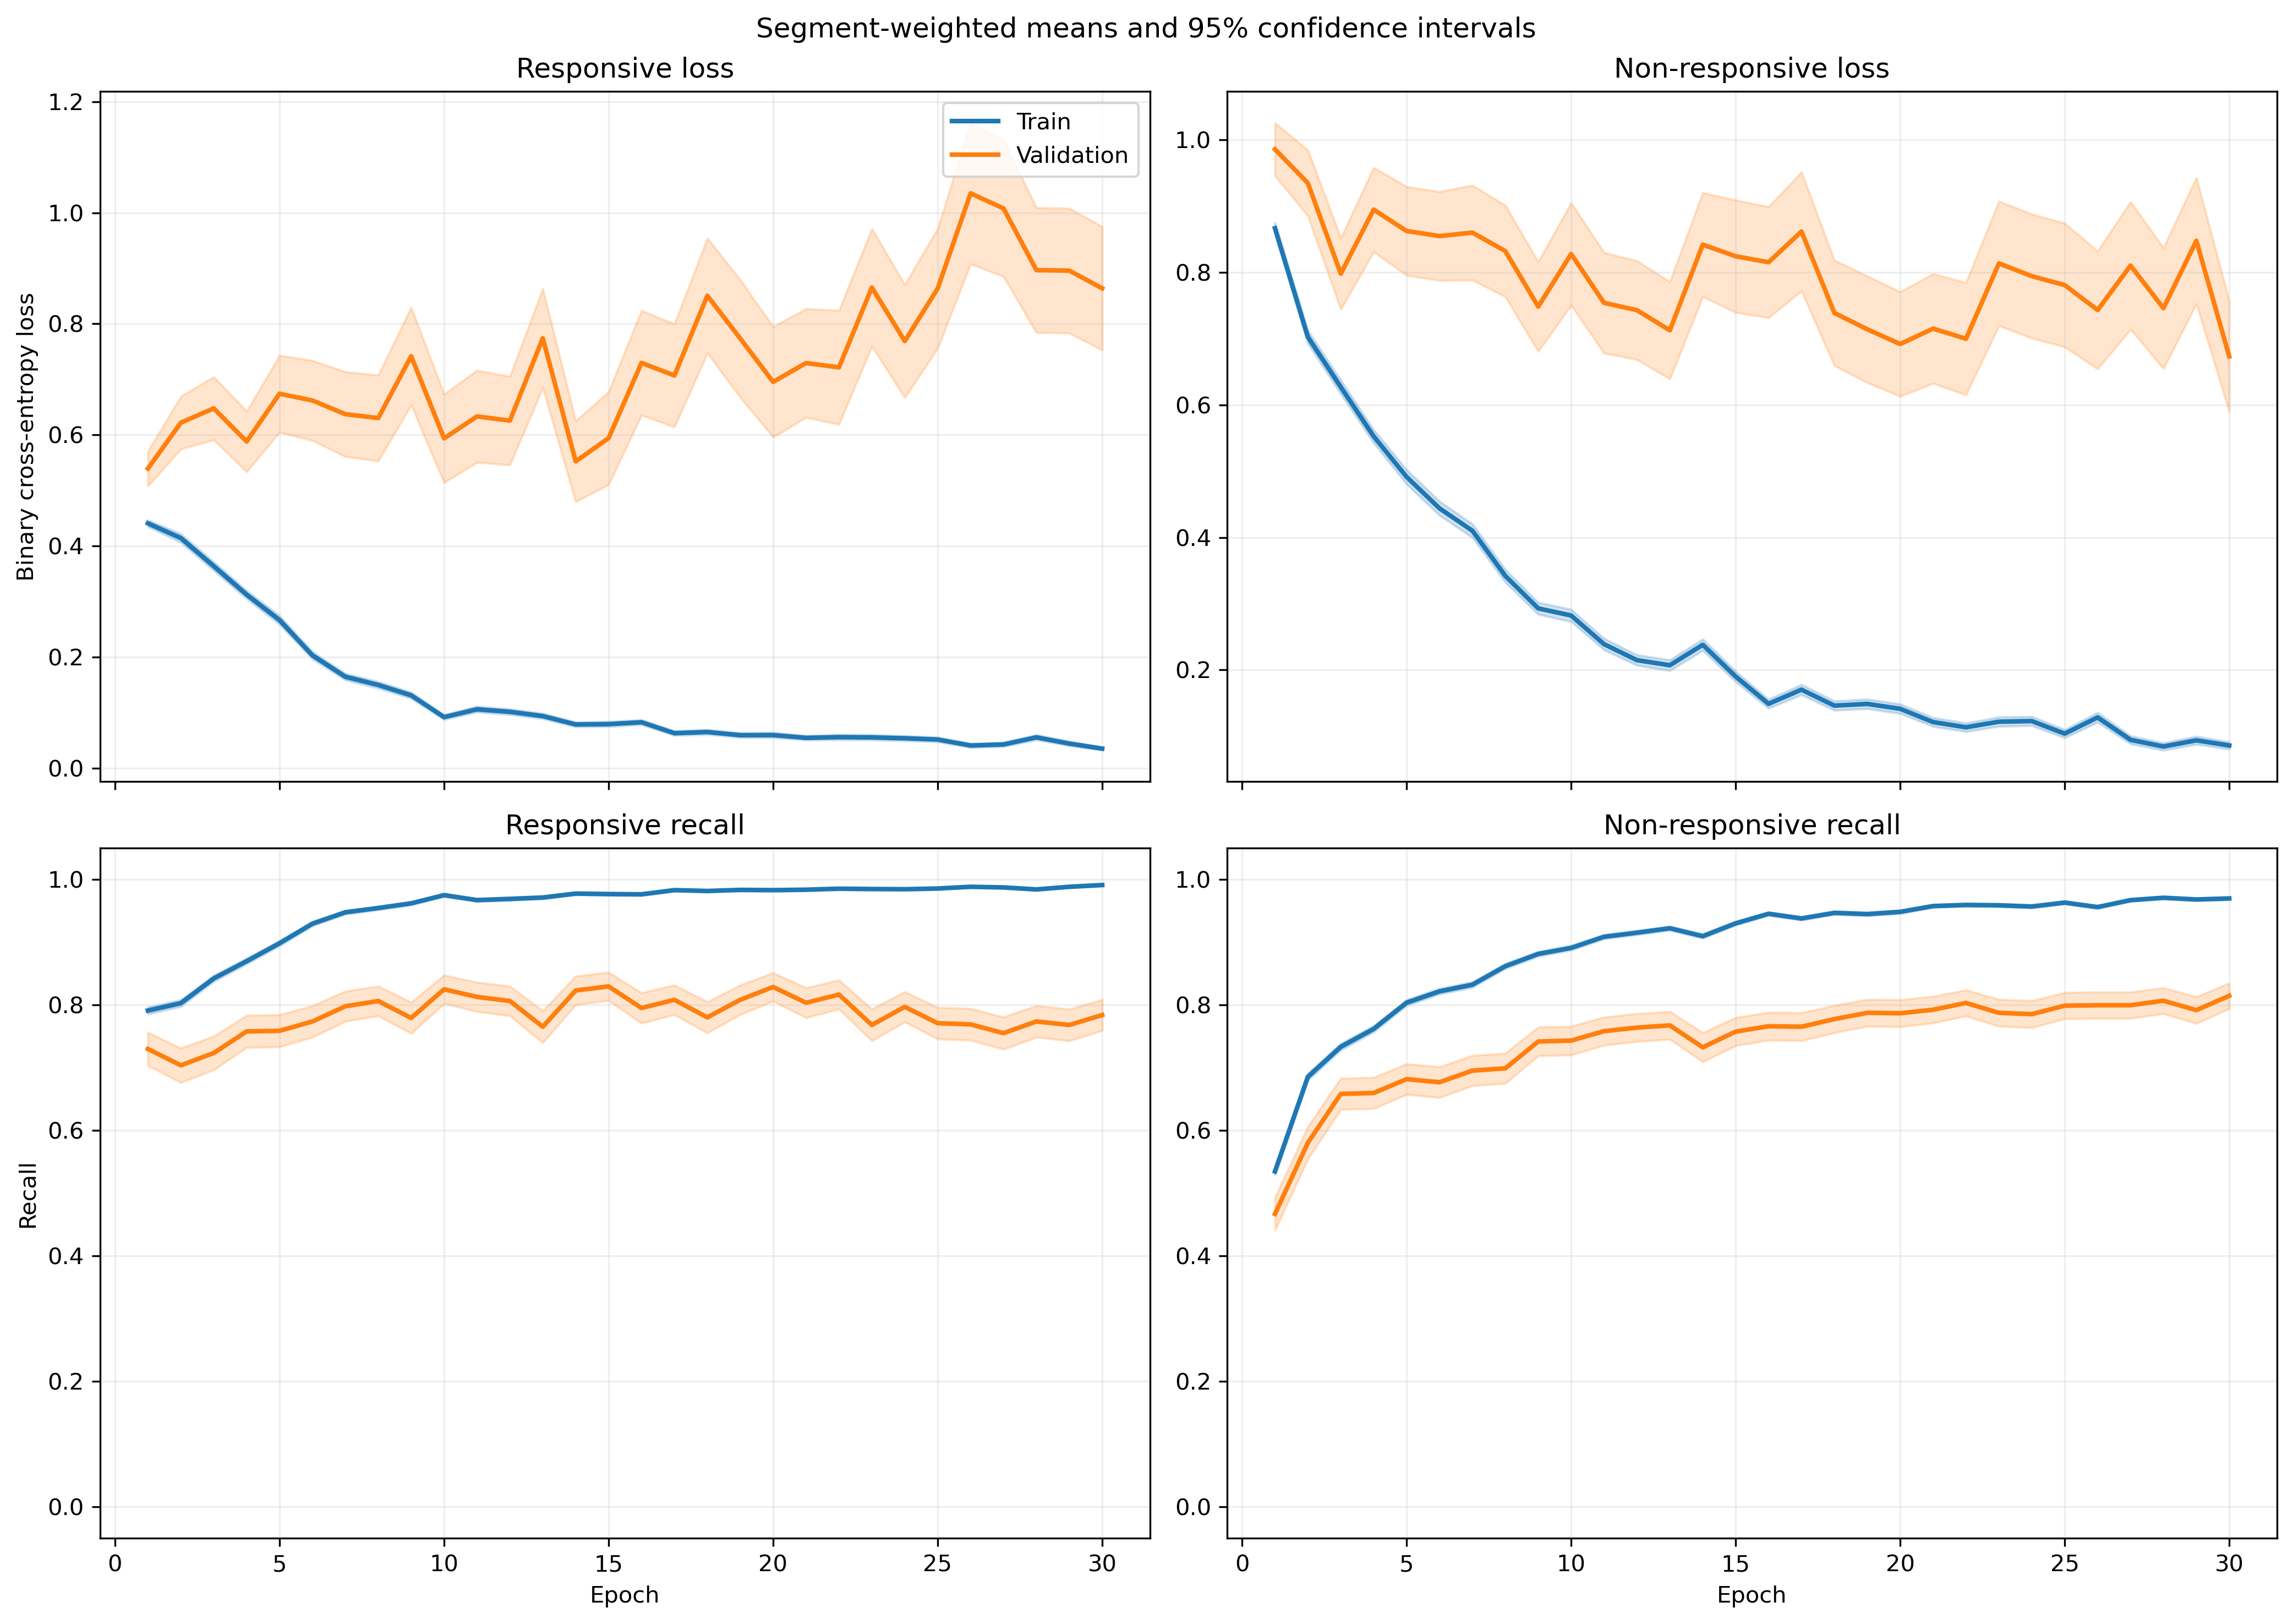 Segment-weighted means and 95% confidence intervals
Responsive loss
Non-responsive loss
Train
Validation
Binary cross-entropy loss
1.2
1.0
0.8
0.6
0.4
0.2
0.0
1.0
0.8
0.6
0.4
0.2
Responsive recall
Non-responsive recall
Recall
1.0
0.8
0.6
0.4
0.2
0.0
1.0
0.8
0.6
0.4
0.2
0.0
0 5 10 15 20 25 30
0 5 10 15 20 25 30
Epoch
Epoch